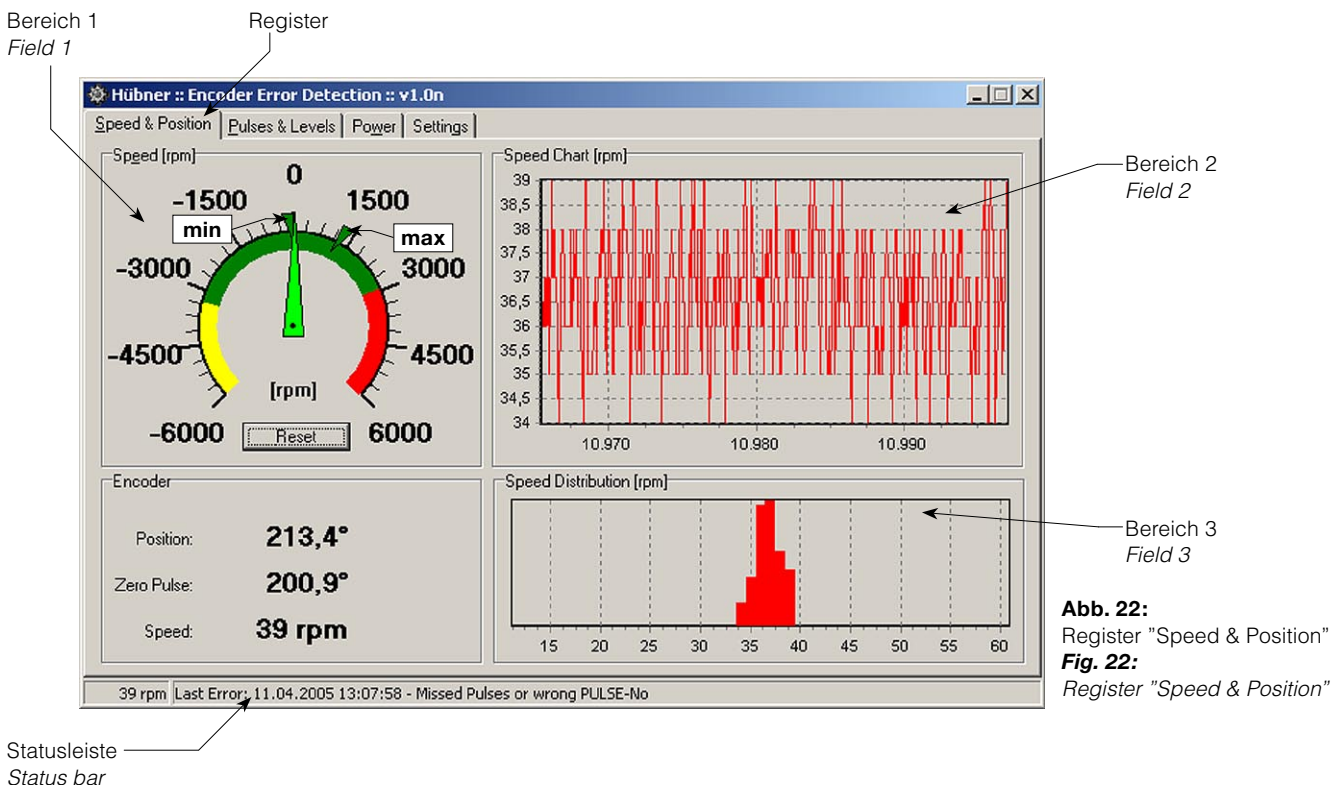 Bereich 1
Field 1
Register
Hübner :: Encoder Error Detection :: v1.0n
Speed & Position
Pulses & Levels
Power
Settings
Speed [rpm]
0
-1500
1500
min
max
-3000
3000
-4500
4500
[rpm]
-6000
Reset
6000
Speed Chart [rpm]
39
38,5
38
37,5
37
36,5
36
35,5
35
34,5
34
10.970
10.980
10.990
Bereich 2
Field 2
Encoder
Position: 213,4°
Zero Pulse: 200,9°
Speed: 39 rpm
Speed Distribution [rpm]
15 20 25 30 35 40 45 50 55 60
Bereich 3
Field 3
Abb. 22:
Register "Speed & Position"
Fig. 22:
Register "Speed & Position"
39 rpm Last Error: 11.04.2005 13:07:58 - Missed Pulses or wrong PULSE-No
Statusleiste
Status bar